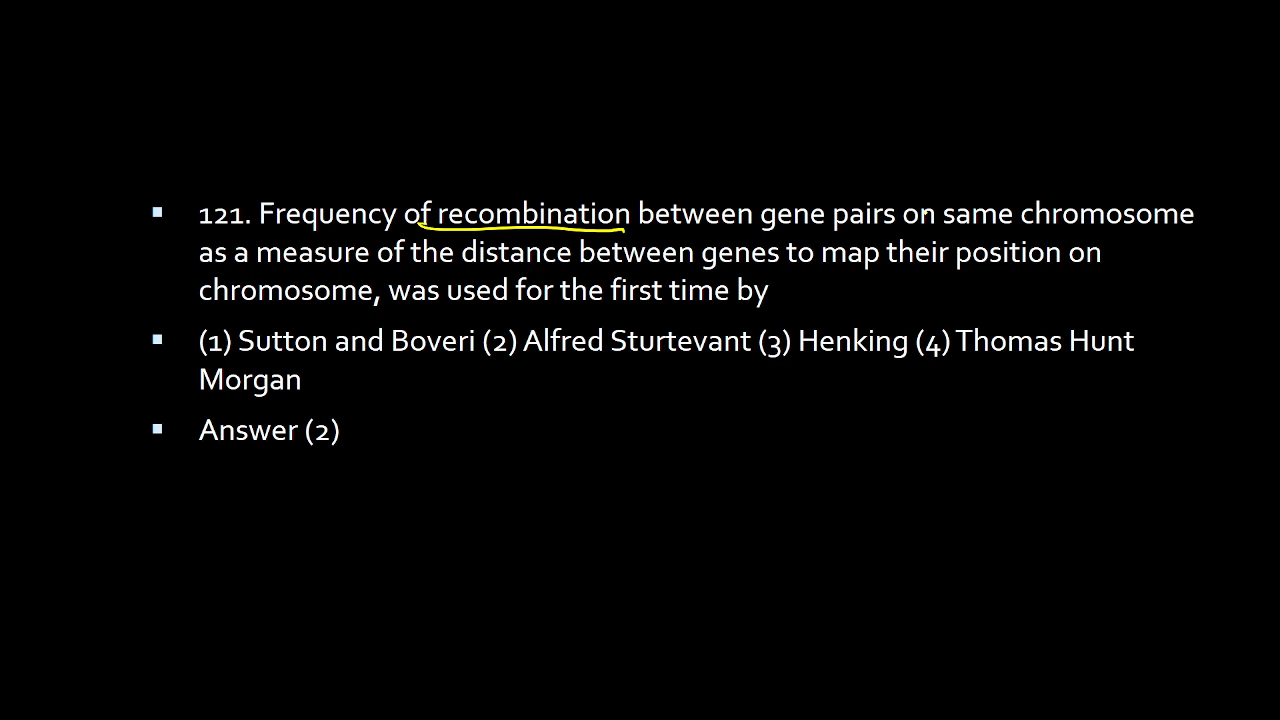 121. Frequency of recombination between gene pairs on same chromosome
as a measure of the distance between genes to map their position on
chromosome, was used for the first time by
(1) Sutton and Boveri (2) Alfred Sturtevant (3) Henking (4) Thomas Hunt
Morgan
Answer (2)